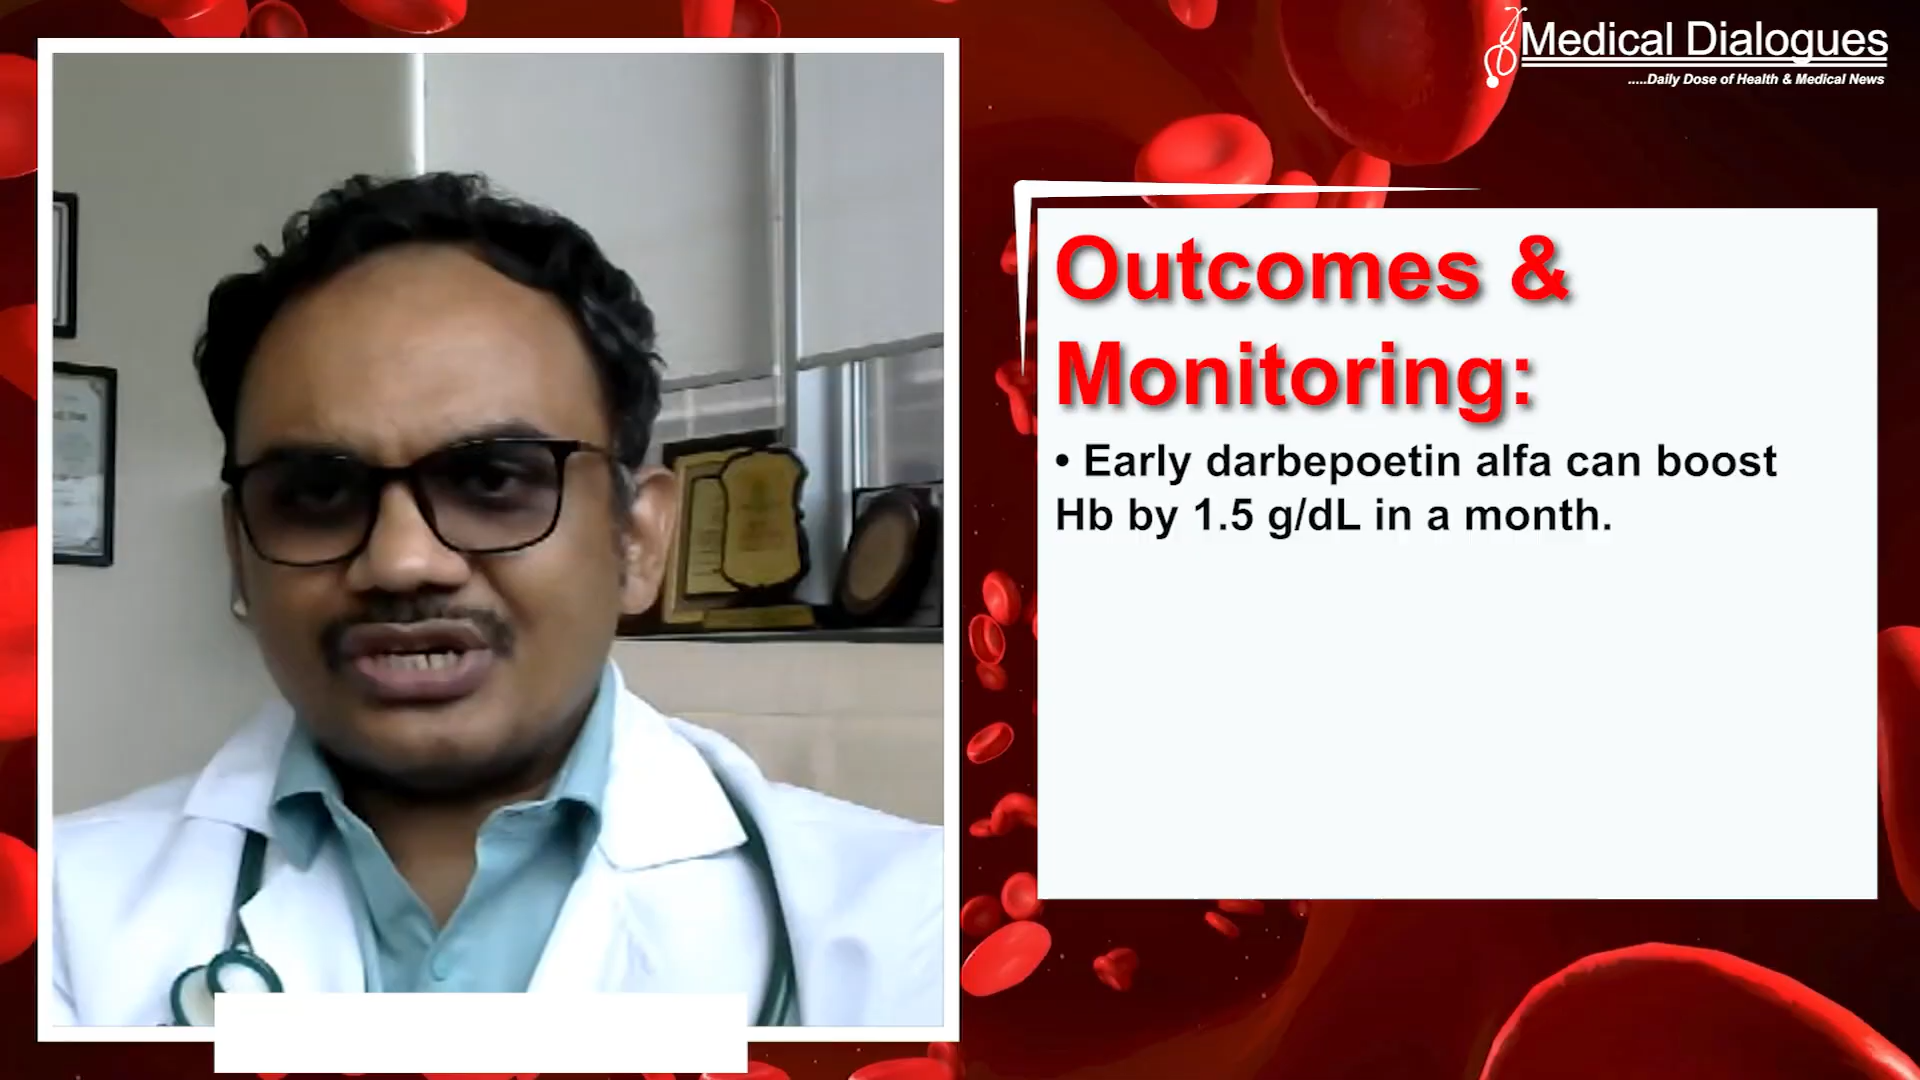 Medical Dialogues
.....Daily Dose of Health & Medical News
Outcomes &
Monitoring:
• Early darbepoetin alfa can boost
Hb by 1.5 g/dL in a month.